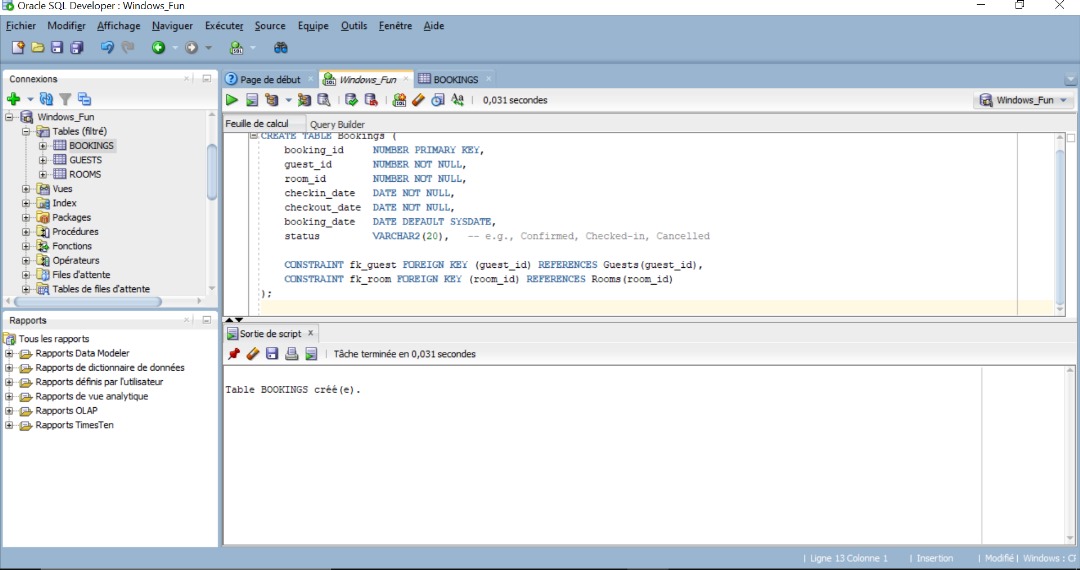 Oracle SQL Developer : Windows_Fun
Fichier Modifier Affichage Naviguer Exécuter Source Equipe Outils Fenêtre Aide
Connexions
Page de début
Windows_Fun
BOOKINGS
0,031 secondes
Windows_Fun
Windows_Fun
Tables (filtré)
BOOKINGS
GUESTS
ROOMS
Vues
Index
Packages
Procédures
Fonctions
Opérateurs
Files d'attente
Tables de files d'attente
Feuille de calcul Query Builder
CREATE TABLE Bookings (
booking_id NUMBER PRIMARY KEY,
guest_id NUMBER NOT NULL,
room_id NUMBER NOT NULL,
checkin_date DATE NOT NULL,
checkout_date DATE NOT NULL,
booking_date DATE DEFAULT SYSDATE,
status VARCHAR2(20), -- e.g., Confirmed, Checked-in, Cancelled
CONSTRAINT fk_guest FOREIGN KEY (guest_id) REFERENCES Guests(guest_id),
CONSTRAINT fk_room FOREIGN KEY (room_id) REFERENCES Rooms(room_id)
);
Rapports
Tous les rapports
Rapports Data Modeler
Rapports de dictionnaire de données
Rapports définis par l'utilisateur
Rapports de vue analytique
Rapports OLAP
Rapports TimesTen
Sortie de script x
Tâche terminée en 0,031 secondes
Table BOOKINGS créé(e).
| Ligne 13 Colonne 1 | Insertion | Modifié | Windows : Cl